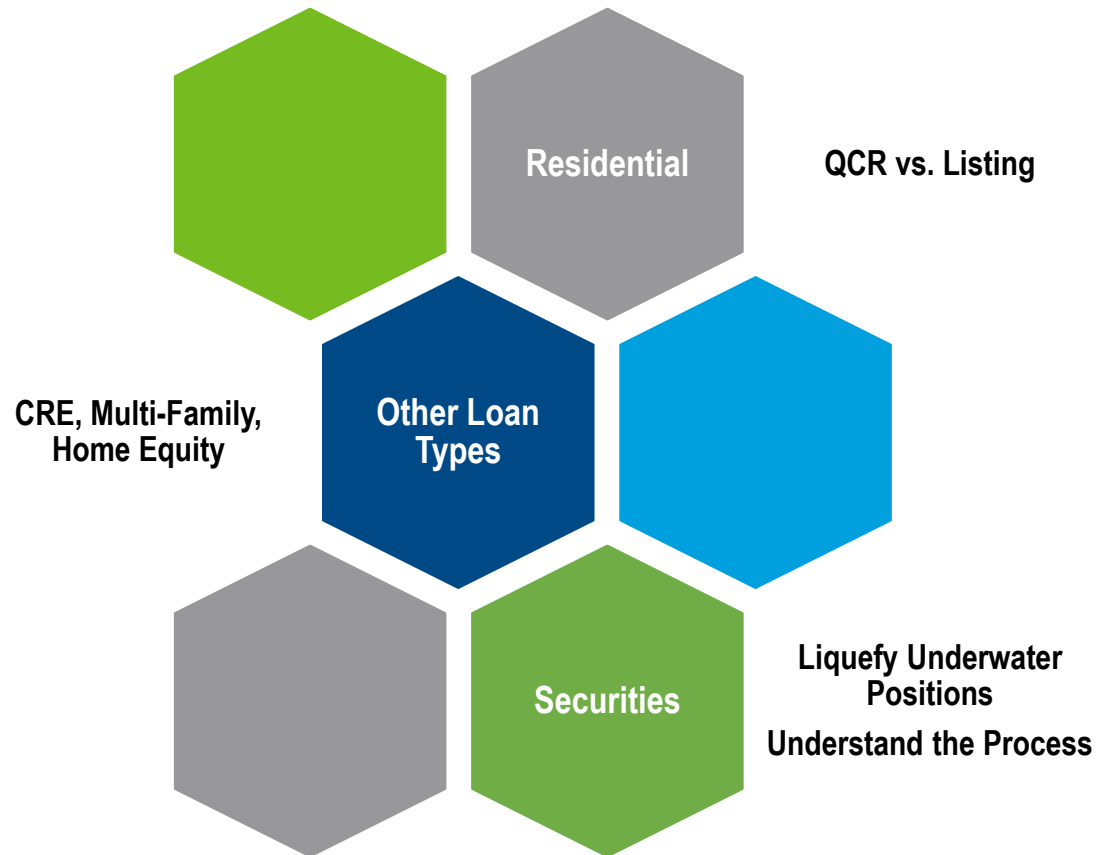 Residential
QCR vs. Listing
CRE, Multi-Family,
Home Equity
Other Loan
Types
Securities
Liquefy Underwater
Positions
Understand the Process